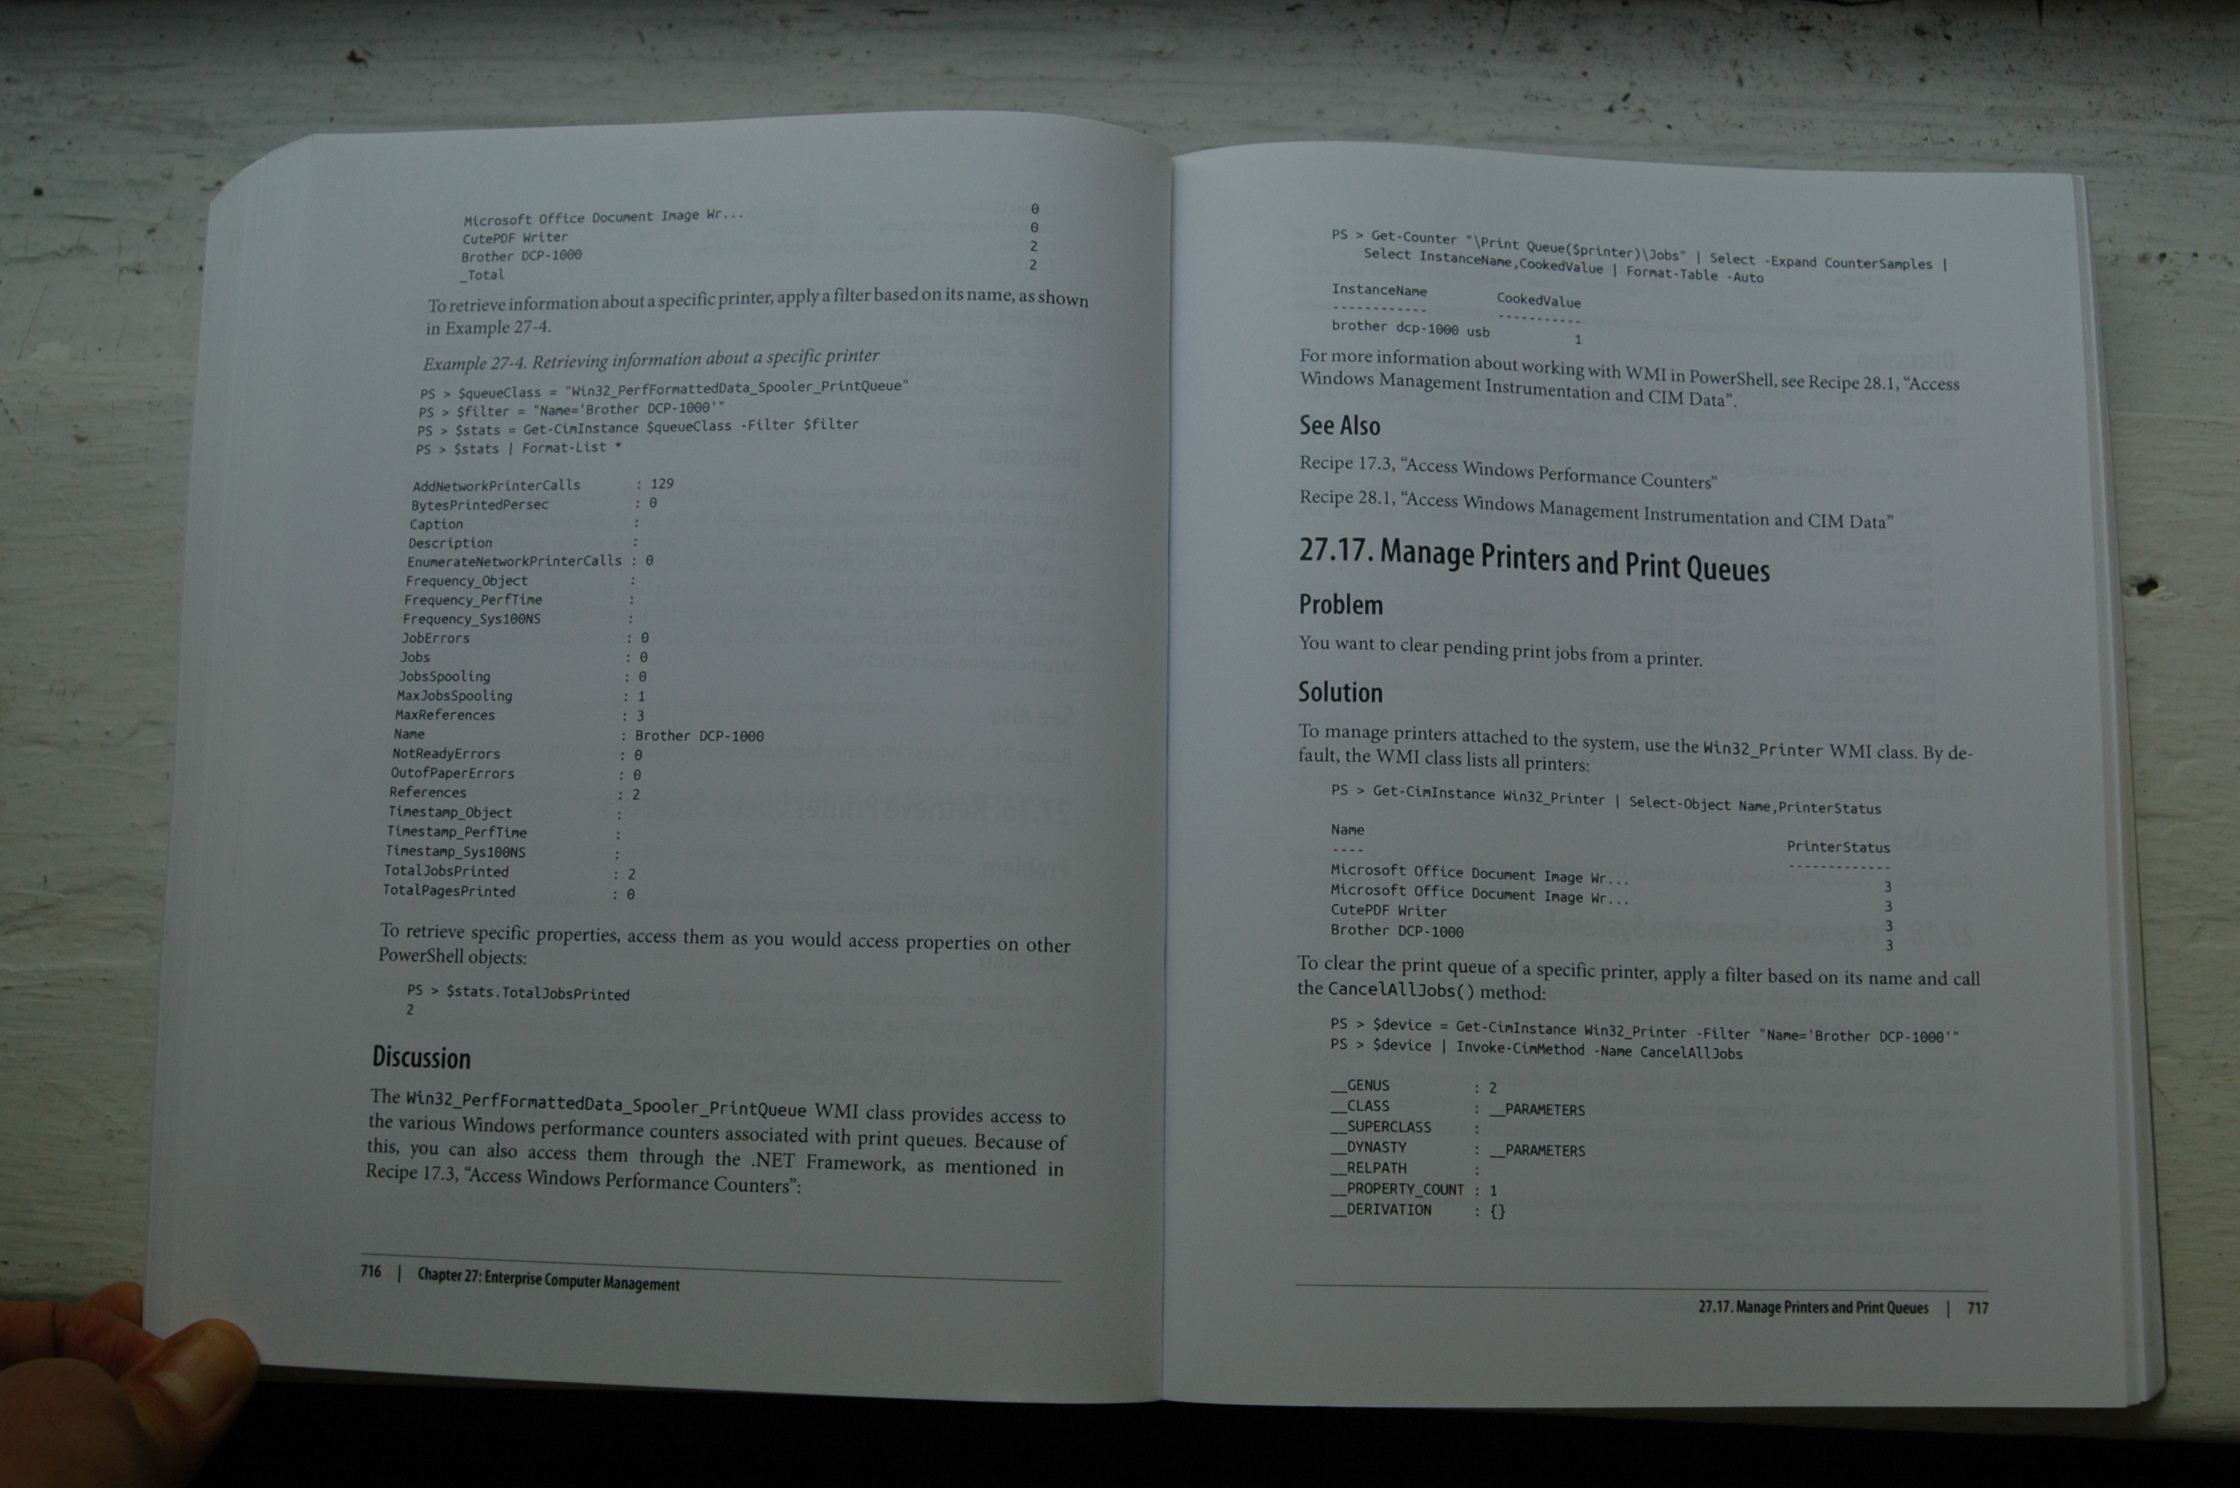 Microsoft Office Document Image Wr... 0
CutePDF Writer 0
Brother DCP-1000 2
_Total 2
To retrieve information about a specific printer, apply a filter based on its name, as shown
in Example 27-4.
Example 27-4. Retrieving information about a specific printer
PS > $queueClass = "Win32_PerfFormattedData_Spooler_PrintQueue"
PS > $filter = "Name='Brother DCP-1000'"
PS > $stats = Get-CimInstance $queueClass -Filter $filter
PS > $stats | Format-List *
AddNetworkPrinterCalls : 129
BytesPrintedPersec : 0
Caption :
Description :
EnumerateNetworkPrinterCalls : 0
Frequency_Object :
Frequency_PerfTime :
Frequency_Sys100NS :
JobErrors : 0
Jobs : 0
JobsSpooling : 0
MaxJobsSpooling : 1
MaxReferences : 3
Name : Brother DCP-1000
NotReadyErrors : 0
OutofPaperErrors : 0
References : 2
Timestamp_Object :
Timestamp_PerfTime :
Timestamp_Sys100NS :
TotalJobsPrinted : 2
TotalPagesPrinted : 0
To retrieve specific properties, access them as you would access properties on other
PowerShell objects:
PS > $stats.TotalJobsPrinted
2
Discussion
The Win32_PerfFormattedData_Spooler_PrintQueue WMI class provides access to
the various Windows performance counters associated with print queues. Because of
this, you can also access them through the .NET Framework, as mentioned in
Recipe 17.3, “Access Windows Performance Counters”:
716 | Chapter 27: Enterprise Computer Management
PS > Get-Counter "\Print Queue($printer)\Jobs" | Select -Expand CounterSamples |
Select InstanceName,CookedValue | Format-Table -Auto
InstanceName CookedValue
------------ -----------
brother dcp-1000 usb 1
For more information about working with WMI in PowerShell, see Recipe 28.1, “Access
Windows Management Instrumentation and CIM Data”.
See Also
Recipe 17.3, “Access Windows Performance Counters”
Recipe 28.1, “Access Windows Management Instrumentation and CIM Data”
27.17. Manage Printers and Print Queues
Problem
You want to clear pending print jobs from a printer.
Solution
To manage printers attached to the system, use the Win32_Printer WMI class. By de-
fault, the WMI class lists all printers:
PS > Get-CimInstance Win32_Printer | Select-Object Name,PrinterStatus
Name PrinterStatus
---- -------------
Microsoft Office Document Image Wr... 3
Microsoft Office Document Image Wr... 3
CutePDF Writer 3
Brother DCP-1000 3
To clear the print queue of a specific printer, apply a filter based on its name and call
the CancelAllJobs() method:
PS > $device = Get-CimInstance Win32_Printer -Filter "Name='Brother DCP-1000'"
PS > $device | Invoke-CimMethod -Name CancelAllJobs
__GENUS : 2
__CLASS : __PARAMETERS
__SUPERCLASS :
__DYNASTY : __PARAMETERS
__RELPATH :
__PROPERTY_COUNT : 1
__DERIVATION : {}
27.17. Manage Printers and Print Queues | 717